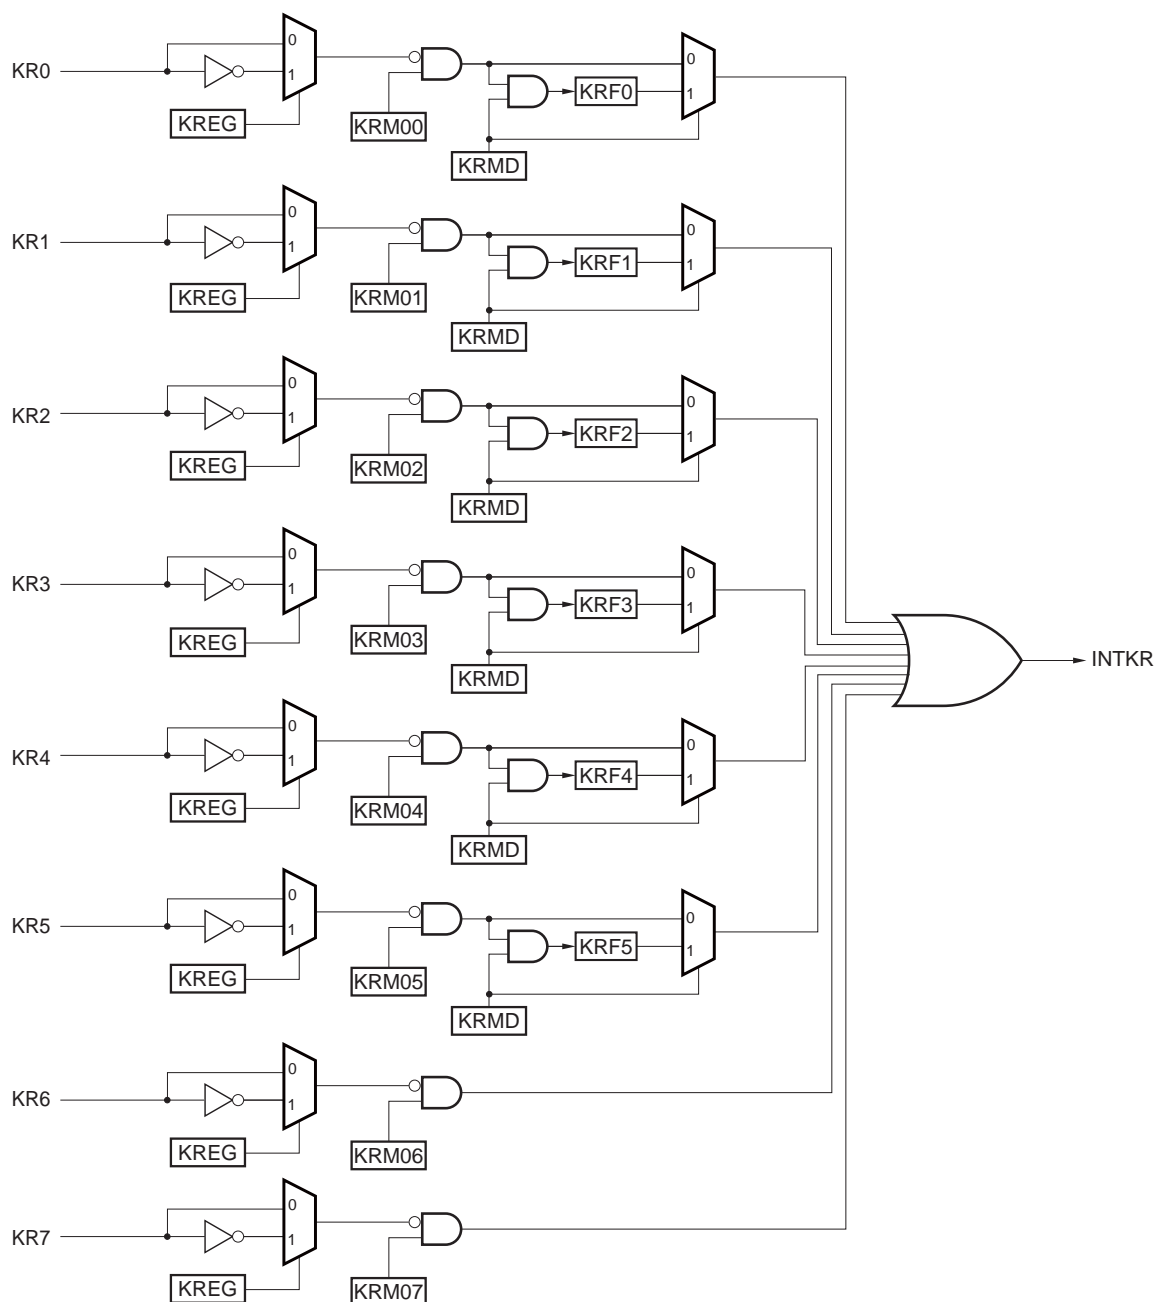 0
KR0
1
KREG
KRM00
KRF0
0
1
KRMD
0
KR1
1
KREG
KRM01
KRF1
0
1
KRMD
0
KR2
1
KREG
KRM02
KRF2
0
1
KRMD
0
KR3
1
KREG
KRM03
KRF3
0
1
KRMD
INTKR
0
KR4
1
KREG
KRM04
KRF4
0
1
KRMD
0
KR5
1
KREG
KRM05
KRF5
0
1
KRMD
0
KR6
1
KREG
KRM06
0
KR7
1
KREG
KRM07